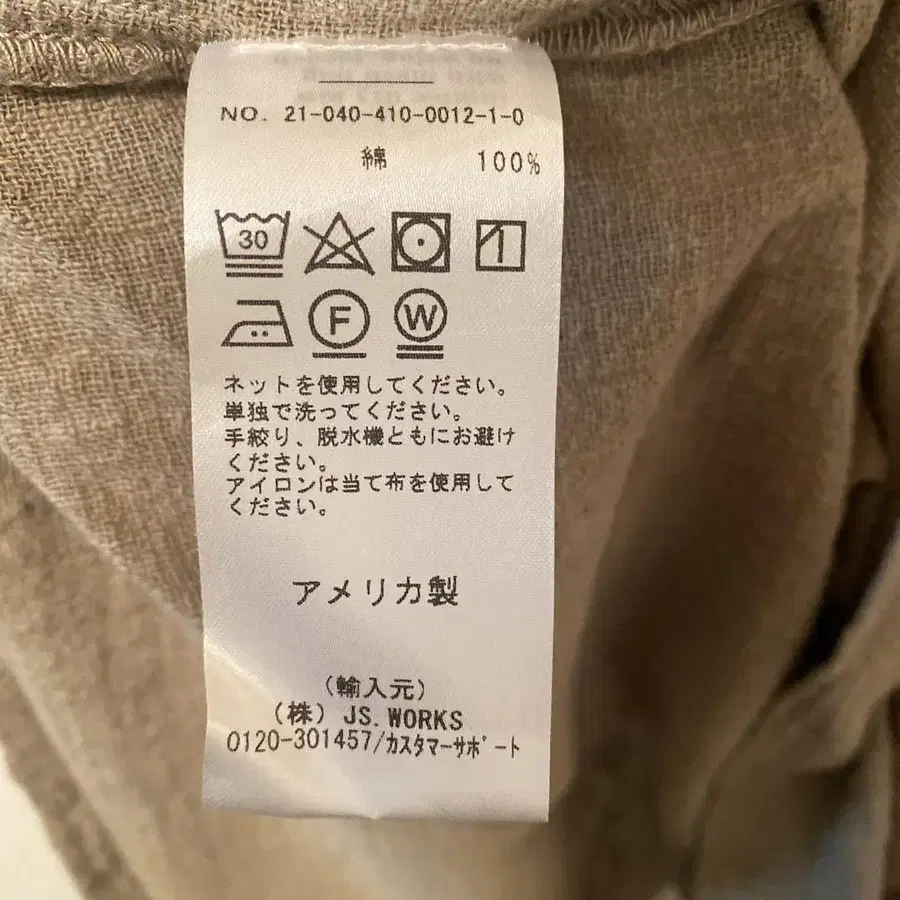 NO. 21-040-410-0012-1-0
綿 100%
30
F W
ネットを使用してください。
単独で洗ってください。
手絞り、脱水機ともにお避け
ください。
アイロンは当て布を使用して
ください。
アメリカ製
(輸入元)
(株) JS.WORKS
0120-301457/カスタマーサポート